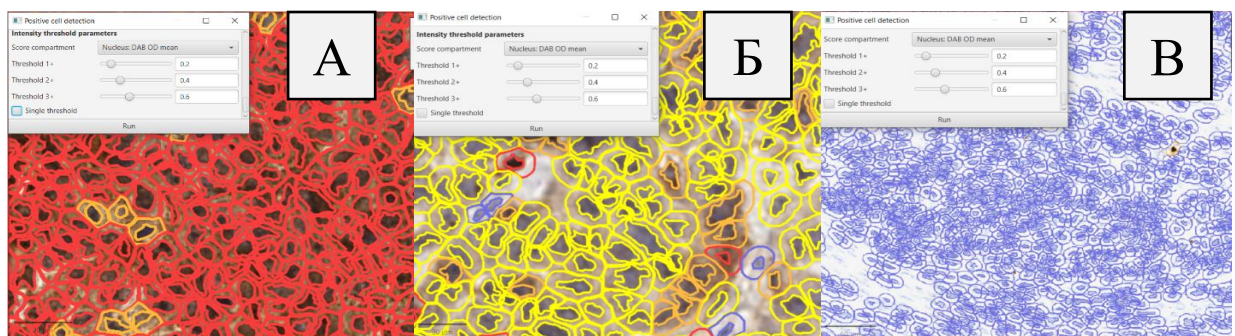 Positive cell detection
Intensity threshold parameters
Score compartment Nucleus: DAB OD mean
Threshold 1+ 0.2
Threshold 2+ 0.4
Threshold 3+ 0.6
Single threshold
Run
А
Positive cell detection
Intensity threshold parameters
Score compartment Nucleus: DAB OD mean
Threshold 1+ 0.2
Threshold 2+ 0.4
Threshold 3+ 0.6
Single threshold
Run
Б
Positive cell detection
Score compartment Nucleus: DAB OD mean
Threshold 1+ 0.2
Threshold 2+ 0.4
Threshold 3+ 0.6
Single threshold
Run
В